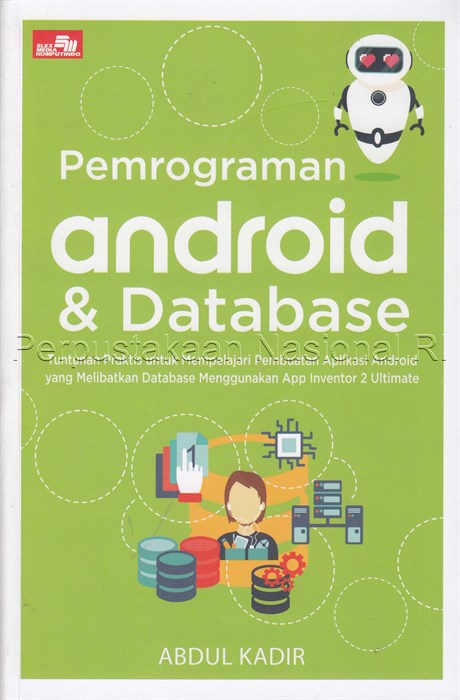 ELEX
MEDIA
KOMPUTINDO
Pemrograman
android
& Database
Perpustakaan Nasional R
Tuntunan Praktis untuk Mempelajari Pembuatan Aplikasi Android
yang Melibatkan Database Menggunakan App Inventor 2 Ultimate
1
ABDUL KADIR